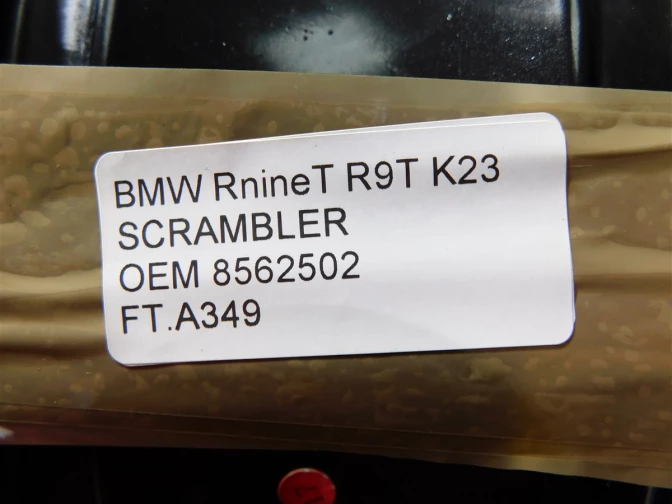 BMW RnineT R9T K23
SCRAMBLER
OEM 8562502
FT.A349